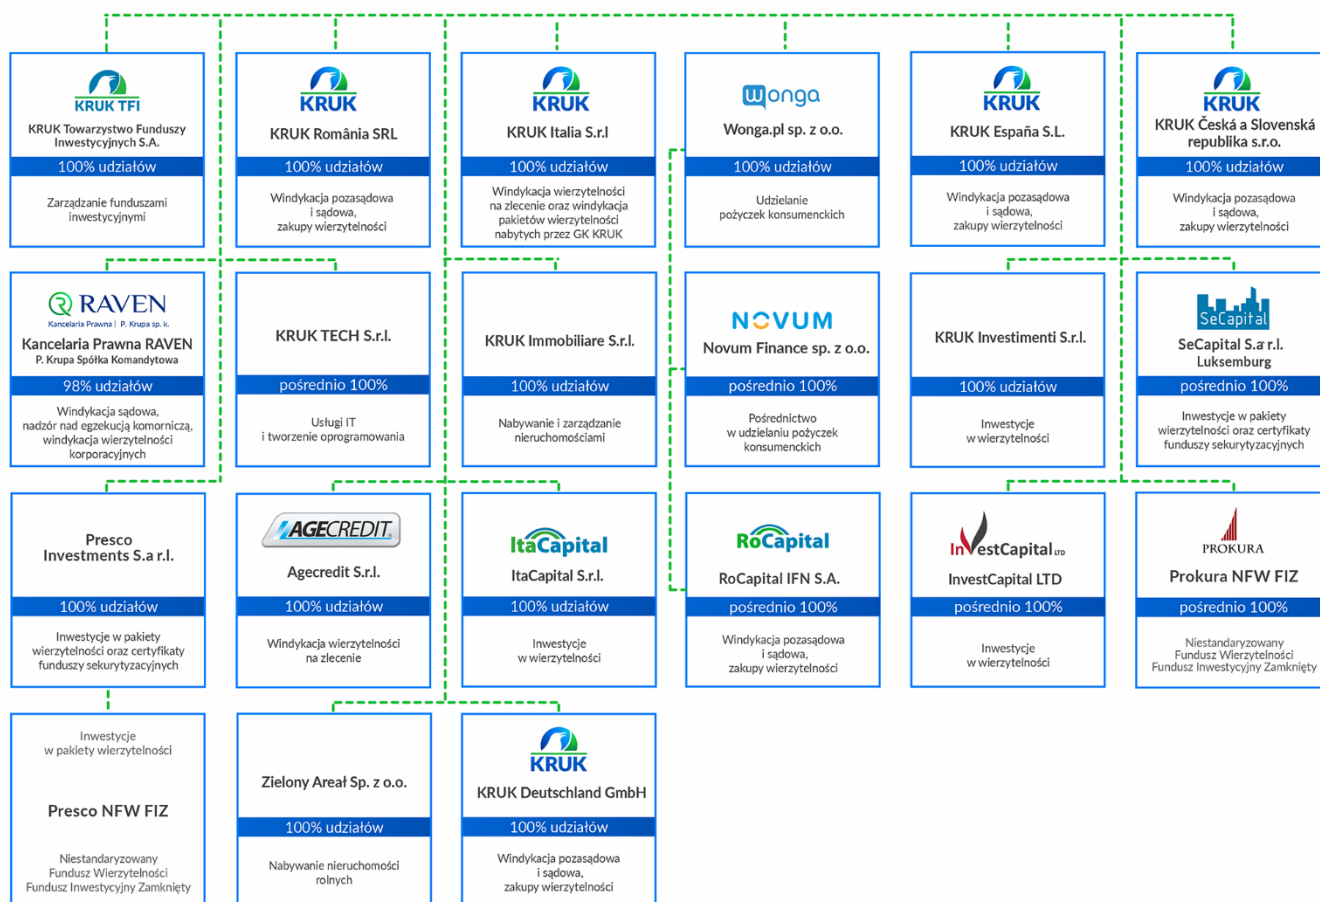 KRUK TFI
KRUK Towarzystwo Funduszy
Inwestycyjnych S.A.
100% udziałów
Zarządzanie funduszami
inwestycyjnymi
KRUK
KRUK România SRL
100% udziałów
Windykacja pozasądowa
i sądowa,
zakupy wierzytelności
KRUK
KRUK Italia S.r.l
100% udziałów
Windykacja wierzytelności
na zlecenie oraz windykacja
pakietów wierzytelności
nabytych przez GK KRUK
wonga
Wonga.pl sp. z o.o.
100% udziałów
Udzielanie
pożyczek konsumenckich
KRUK
KRUK España S.L.
100% udziałów
Windykacja pozasądowa
i sądowa,
zakupy wierzytelności
KRUK
KRUK Česká a Slovenská
republika s.r.o.
100% udziałów
Windykacja pozasądowa
i sądowa,
zakupy wierzytelności
RAVEN
Kancelaria Prawna | P. Krupa sp. k.
Kancelaria Prawna RAVEN
P. Krupa Spółka Komandytowa
98% udziałów
Windykacja sądowa,
nadzór nad egzekucją komorniczą,
windykacja wierzytelności
korporacyjnych
KRUK TECH S.r.l.
pośrednio 100%
Usługi IT
i tworzenie oprogramowania
KRUK Immobiliare S.r.l.
100% udziałów
Nabywanie i zarządzanie
nieruchomościami
NOVUM
Novum Finance sp. z o.o.
pośrednio 100%
Pośrednictwo
w udzielaniu pożyczek
konsumenckich
KRUK Investimenti S.r.l.
100% udziałów
Inwestycje
w wierzytelności
SeCapital
SeCapital S.a r.l.
Luksemburg
pośrednio 100%
Inwestycje w pakiety
wierzytelności oraz certyfikaty
funduszy sekurytyzacyjnych
Presco
Investments S.a r.l.
100% udziałów
Inwestycje w pakiety
wierzytelności oraz certyfikaty
funduszy sekurytyzacyjnych
AGECREDIT
Agecredit S.r.l.
100% udziałów
Windykacja wierzytelności
na zlecenie
ItaCapital
ItaCapital S.r.l.
100% udziałów
Inwestycje
w wierzytelności
RoCapital
RoCapital IFN S.A.
pośrednio 100%
Windykacja pozasądowa
i sądowa,
zakupy wierzytelności
InVestCapital LTD
InvestCapital LTD
pośrednio 100%
Inwestycje
w wierzytelności
PROKURA
Prokura NFW FIZ
pośrednio 100%
Niestandaryzowany
Fundusz Wierzytelności
Fundusz Inwestycyjny Zamknięty
Inwestycje
w pakiety wierzytelności
Presco NFW FIZ
Niestandaryzowany
Fundusz Wierzytelności
Fundusz Inwestycyjny Zamknięty
Zielony Areał Sp. z o.o.
100% udziałów
Nabywanie nieruchomości
rolnych
KRUK
KRUK Deutschland GmbH
100% udziałów
Windykacja pozasądowa
i sądowa,
zakupy wierzytelności